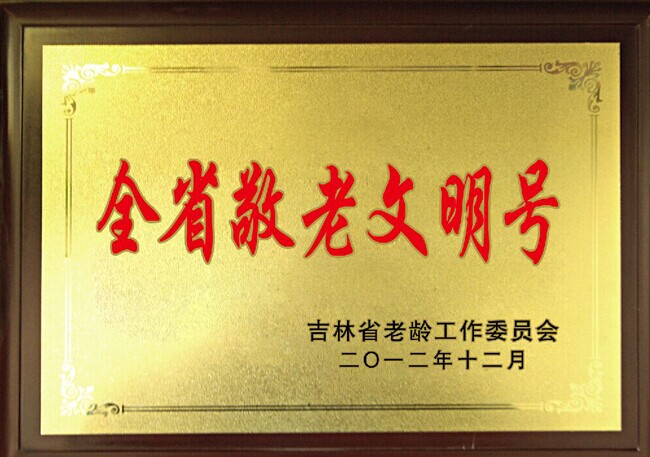 全省敬老文明号
吉林省老龄工作委员会
二〇一二年十二月